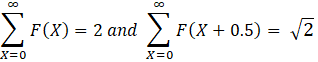 ∑_{X=0}^{∞} F(X) = 2 and ∑_{X=0}^{∞} F(X + 0.5) = √2